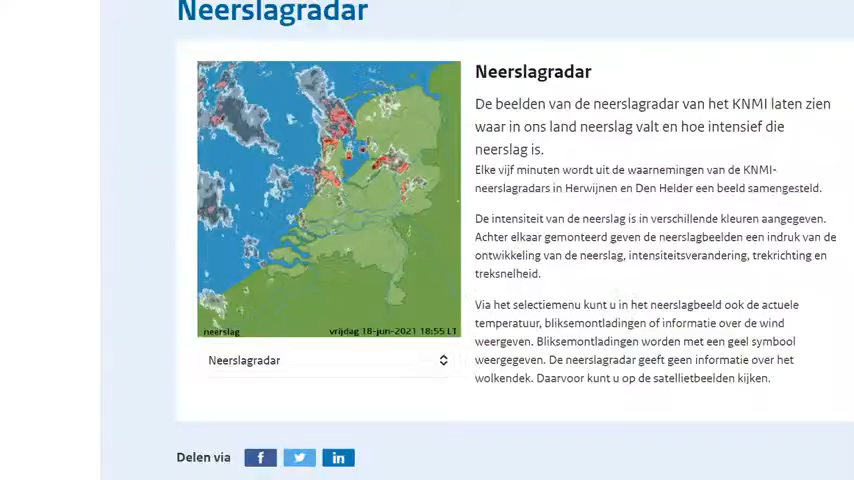 Neerslagradar
neerslag
vrijdag 18-jun-2021 18:55 LT
Neerslagradar
Neerslagradar
De beelden van de neerslagradar van het KNMI laten zien
waar in ons land neerslag valt en hoe intensief die
neerslag is.
Elke vijf minuten wordt uit de waarnemingen van de KNMI-
neerslagradars in Herwijnen en Den Helder een beeld samengesteld.
De intensiteit van de neerslag is in verschillende kleuren aangegeven.
Achter elkaar gemonteerd geven de neerslagbeelden een indruk van de
ontwikkeling van de neerslag, intensiteitsverandering, trekrichting en
treksnelheid.
Via het selectiemenu kunt u in het neerslagbeeld ook de actuele
temperatuur, bliksemontladingen of informatie over de wind
weergeven. Bliksemontladingen worden met een geel symbool
weergegeven. De neerslagradar geeft geen informatie over het
wolkendek. Daarvoor kunt u op de satellietbeelden kijken.
Delen via